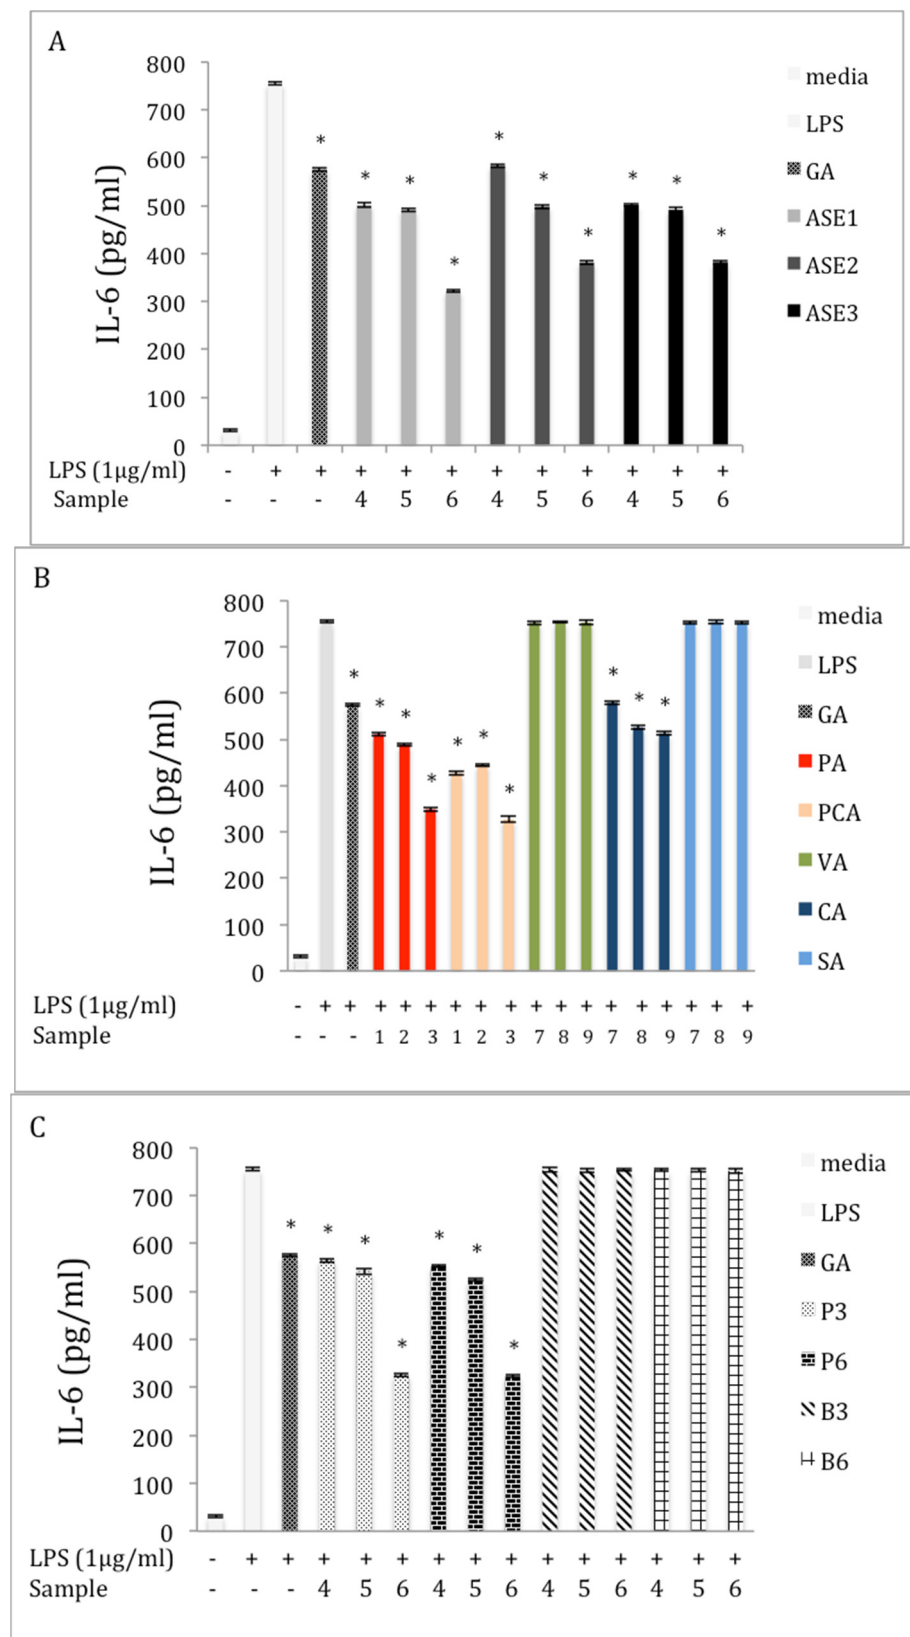 A
IL-6 (pg/ml)
800
700
600
500
400
300
200
100
0
* * * * * * * * * *
media
LPS
GA
ASE1
ASE2
ASE3
LPS (1µg/ml) - + + + + + + + + + + +
Sample - - - 4 5 6 4 5 6 4 5 6
B
IL-6 (pg/ml)
800
700
600
500
400
300
200
100
0
* * * * * * * * * *
media
LPS
GA
PA
PCA
VA
CA
SA
LPS (1µg/ml) - + + + + + + + + + + + + + + + + +
Sample - - - 1 2 3 1 2 3 7 8 9 7 8 9 7 8 9
C
IL-6 (pg/ml)
800
700
600
500
400
300
200
100
0
* * * * * * *
media
LPS
GA
P3
P6
B3
B6
LPS (1µg/ml) - + + + + + + + + + + + + + +
Sample - - - 4 5 6 4 5 6 4 5 6 4 5 6